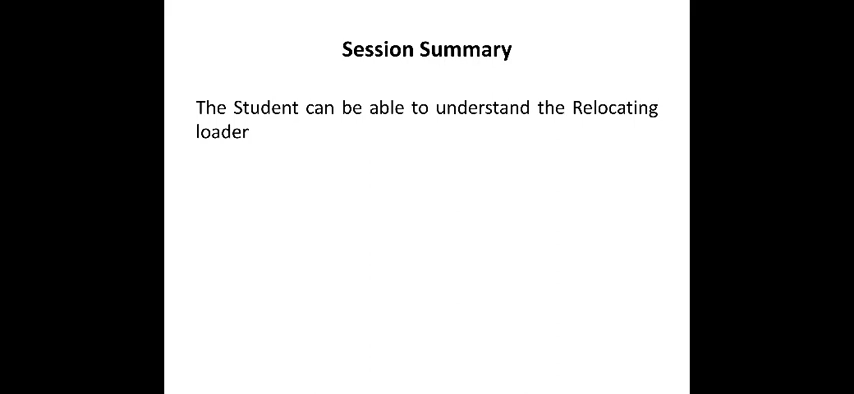 Session Summary
The Student can be able to understand the Relocating
loader